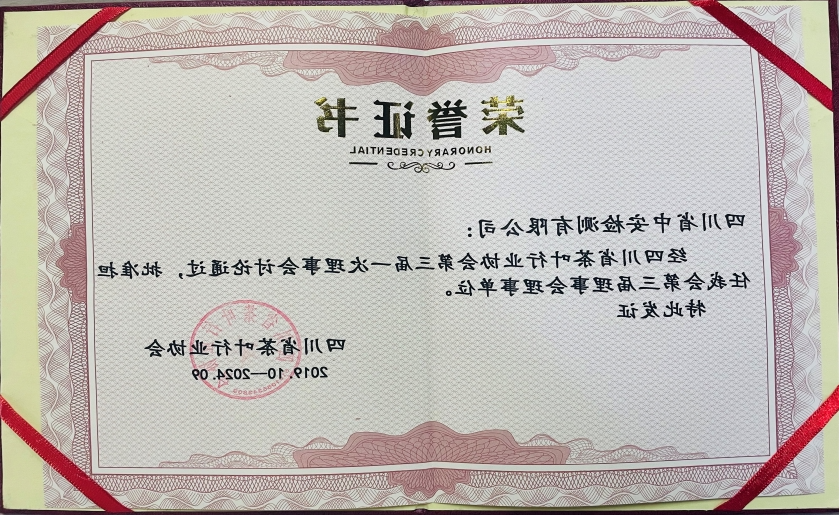 荣誉证书
HONORARY CREDENTIAL
四川省中安检测有限公司：
经四川省茶叶行业协会第三届一次理事会讨论通过，批准担
任我会第三届理事会理事单位。
特此发证
四川省茶叶行业协会
2019. 10—2024. 09